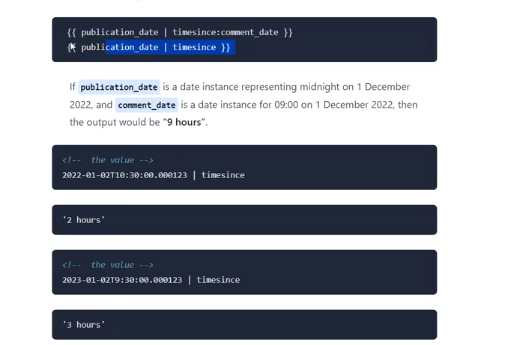 {{ publication_date | timesince:comment_date }}
{{ publication_date | timesince }}
If publication_date is a date instance representing midnight on 1 December
2022, and comment_date is a date instance for 09:00 on 1 December 2022, then
the output would be “9 hours”.
<!-- the value -->
2022-01-02T10:30:00.000123 | timesince
'2 hours'
<!-- the value -->
2023-01-02T9:30:00.000123 | timesince
'3 hours'